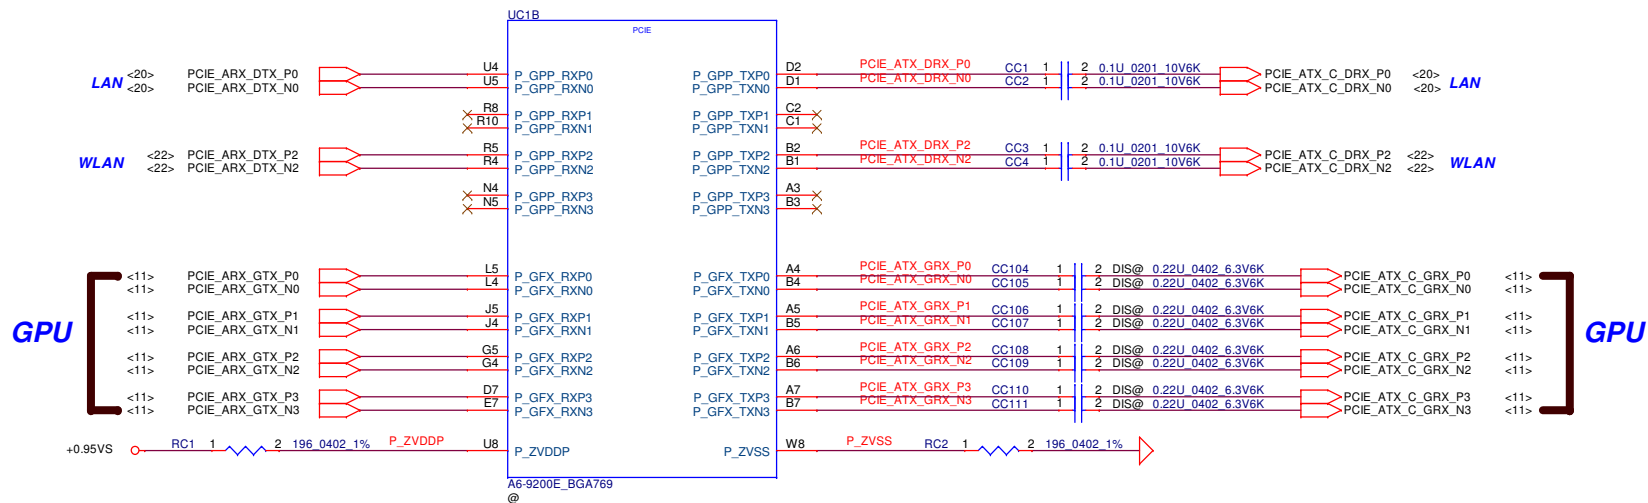 UC1B
PCIE
LAN <20> PCIE_ARX_DTX_P0 U4 P_GPP_RXP0 P_GPP_TXP0 D2 PCIE_ATX_DRX_P0 CC1 1 2 0.1U_0201_10V6K PCIE_ATX_C_DRX_P0 <20> LAN
<20> PCIE_ARX_DTX_N0 U5 P_GPP_RXN0 P_GPP_TXN0 D1 PCIE_ATX_DRX_N0 CC2 1 2 0.1U_0201_10V6K PCIE_ATX_C_DRX_N0 <20>
R8 P_GPP_RXP1 P_GPP_TXP1 C2
R10 P_GPP_RXN1 P_GPP_TXN1 C1
WLAN <22> PCIE_ARX_DTX_P2 R5 P_GPP_RXP2 P_GPP_TXP2 B2 PCIE_ATX_DRX_P2 CC3 1 2 0.1U_0201_10V6K PCIE_ATX_C_DRX_P2 <22> WLAN
<22> PCIE_ARX_DTX_N2 R4 P_GPP_RXN2 P_GPP_TXN2 B1 PCIE_ATX_DRX_N2 CC4 1 2 0.1U_0201_10V6K PCIE_ATX_C_DRX_N2 <22>
N4 P_GPP_RXP3 P_GPP_TXP3 A3
N5 P_GPP_RXN3 P_GPP_TXN3 B3
<11> PCIE_ARX_GTX_P0 L5 P_GFX_RXP0 P_GFX_TXP0 A4 PCIE_ATX_GRX_P0 CC104 1 2 DIS@ 0.22U_0402_6.3V6K PCIE_ATX_C_GRX_P0 <11>
<11> PCIE_ARX_GTX_N0 L4 P_GFX_RXN0 P_GFX_TXN0 B4 PCIE_ATX_GRX_N0 CC105 1 2 DIS@ 0.22U_0402_6.3V6K PCIE_ATX_C_GRX_N0 <11>
<11> PCIE_ARX_GTX_P1 J5 P_GFX_RXP1 P_GFX_TXP1 A5 PCIE_ATX_GRX_P1 CC106 1 2 DIS@ 0.22U_0402_6.3V6K PCIE_ATX_C_GRX_P1 <11>
GPU <11> PCIE_ARX_GTX_N1 J4 P_GFX_RXN1 P_GFX_TXN1 B5 PCIE_ATX_GRX_N1 CC107 1 2 DIS@ 0.22U_0402_6.3V6K PCIE_ATX_C_GRX_N1 <11> GPU
<11> PCIE_ARX_GTX_P2 G5 P_GFX_RXP2 P_GFX_TXP2 A6 PCIE_ATX_GRX_P2 CC108 1 2 DIS@ 0.22U_0402_6.3V6K PCIE_ATX_C_GRX_P2 <11>
<11> PCIE_ARX_GTX_N2 G4 P_GFX_RXN2 P_GFX_TXN2 B6 PCIE_ATX_GRX_N2 CC109 1 2 DIS@ 0.22U_0402_6.3V6K PCIE_ATX_C_GRX_N2 <11>
<11> PCIE_ARX_GTX_P3 D7 P_GFX_RXP3 P_GFX_TXP3 A7 PCIE_ATX_GRX_P3 CC110 1 2 DIS@ 0.22U_0402_6.3V6K PCIE_ATX_C_GRX_P3 <11>
<11> PCIE_ARX_GTX_N3 E7 P_GFX_RXN3 P_GFX_TXN3 B7 PCIE_ATX_GRX_N3 CC111 1 2 DIS@ 0.22U_0402_6.3V6K PCIE_ATX_C_GRX_N3 <11>
+0.95VS RC1 1 2 196_0402_1% P_ZVDDP U8 P_ZVDDP P_ZVSS W8 P_ZVSS RC2 1 2 196_0402_1%
A6-9200E_BGA769
@